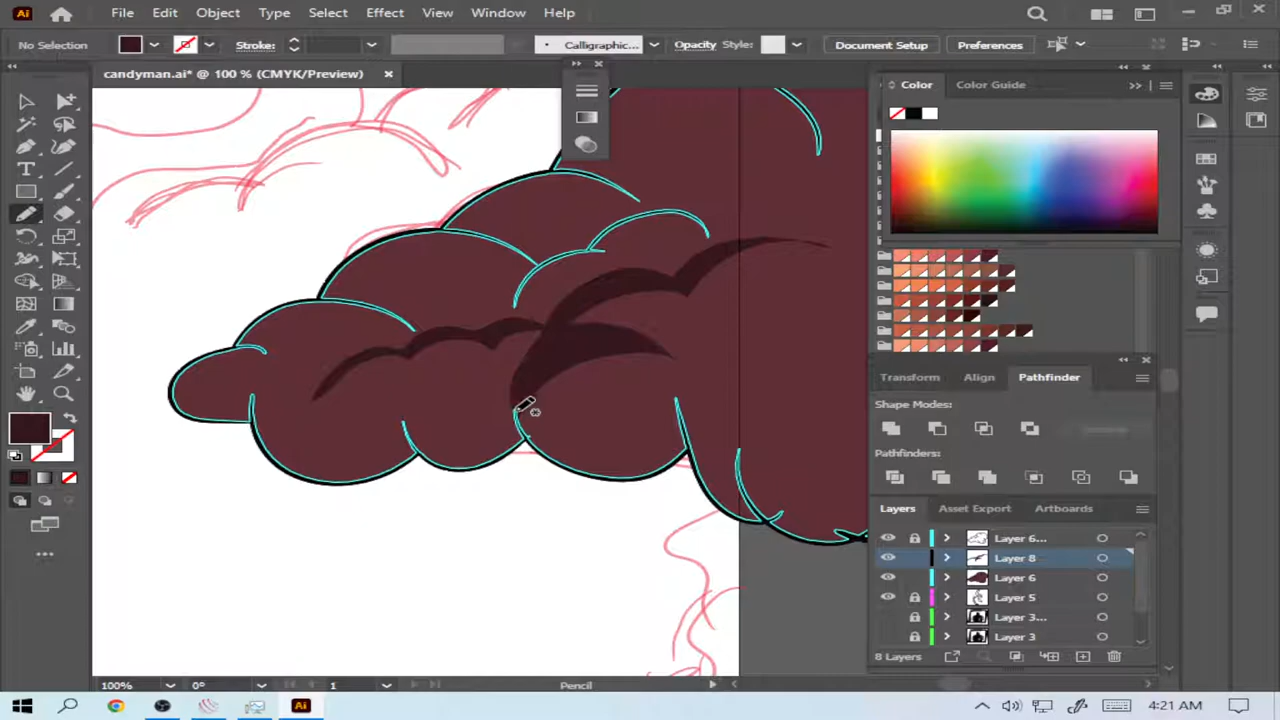 Ai File Edit Object Type Select Effect View Window Help
No Selection Stroke: Calligraphic... Opacity Style: Document Setup Preferences
candyman.ai* @ 100 % (CMYK/Preview)
Color Color Guide
Transform Align Pathfinder
Shape Modes:
Pathfinders:
Layers Asset Export Artboards
Layer 6...
Layer 8
Layer 6
Layer 5
Layer 3...
Layer 3
8 Layers
100% 0° 1 Pencil
Ai 4:21 AM